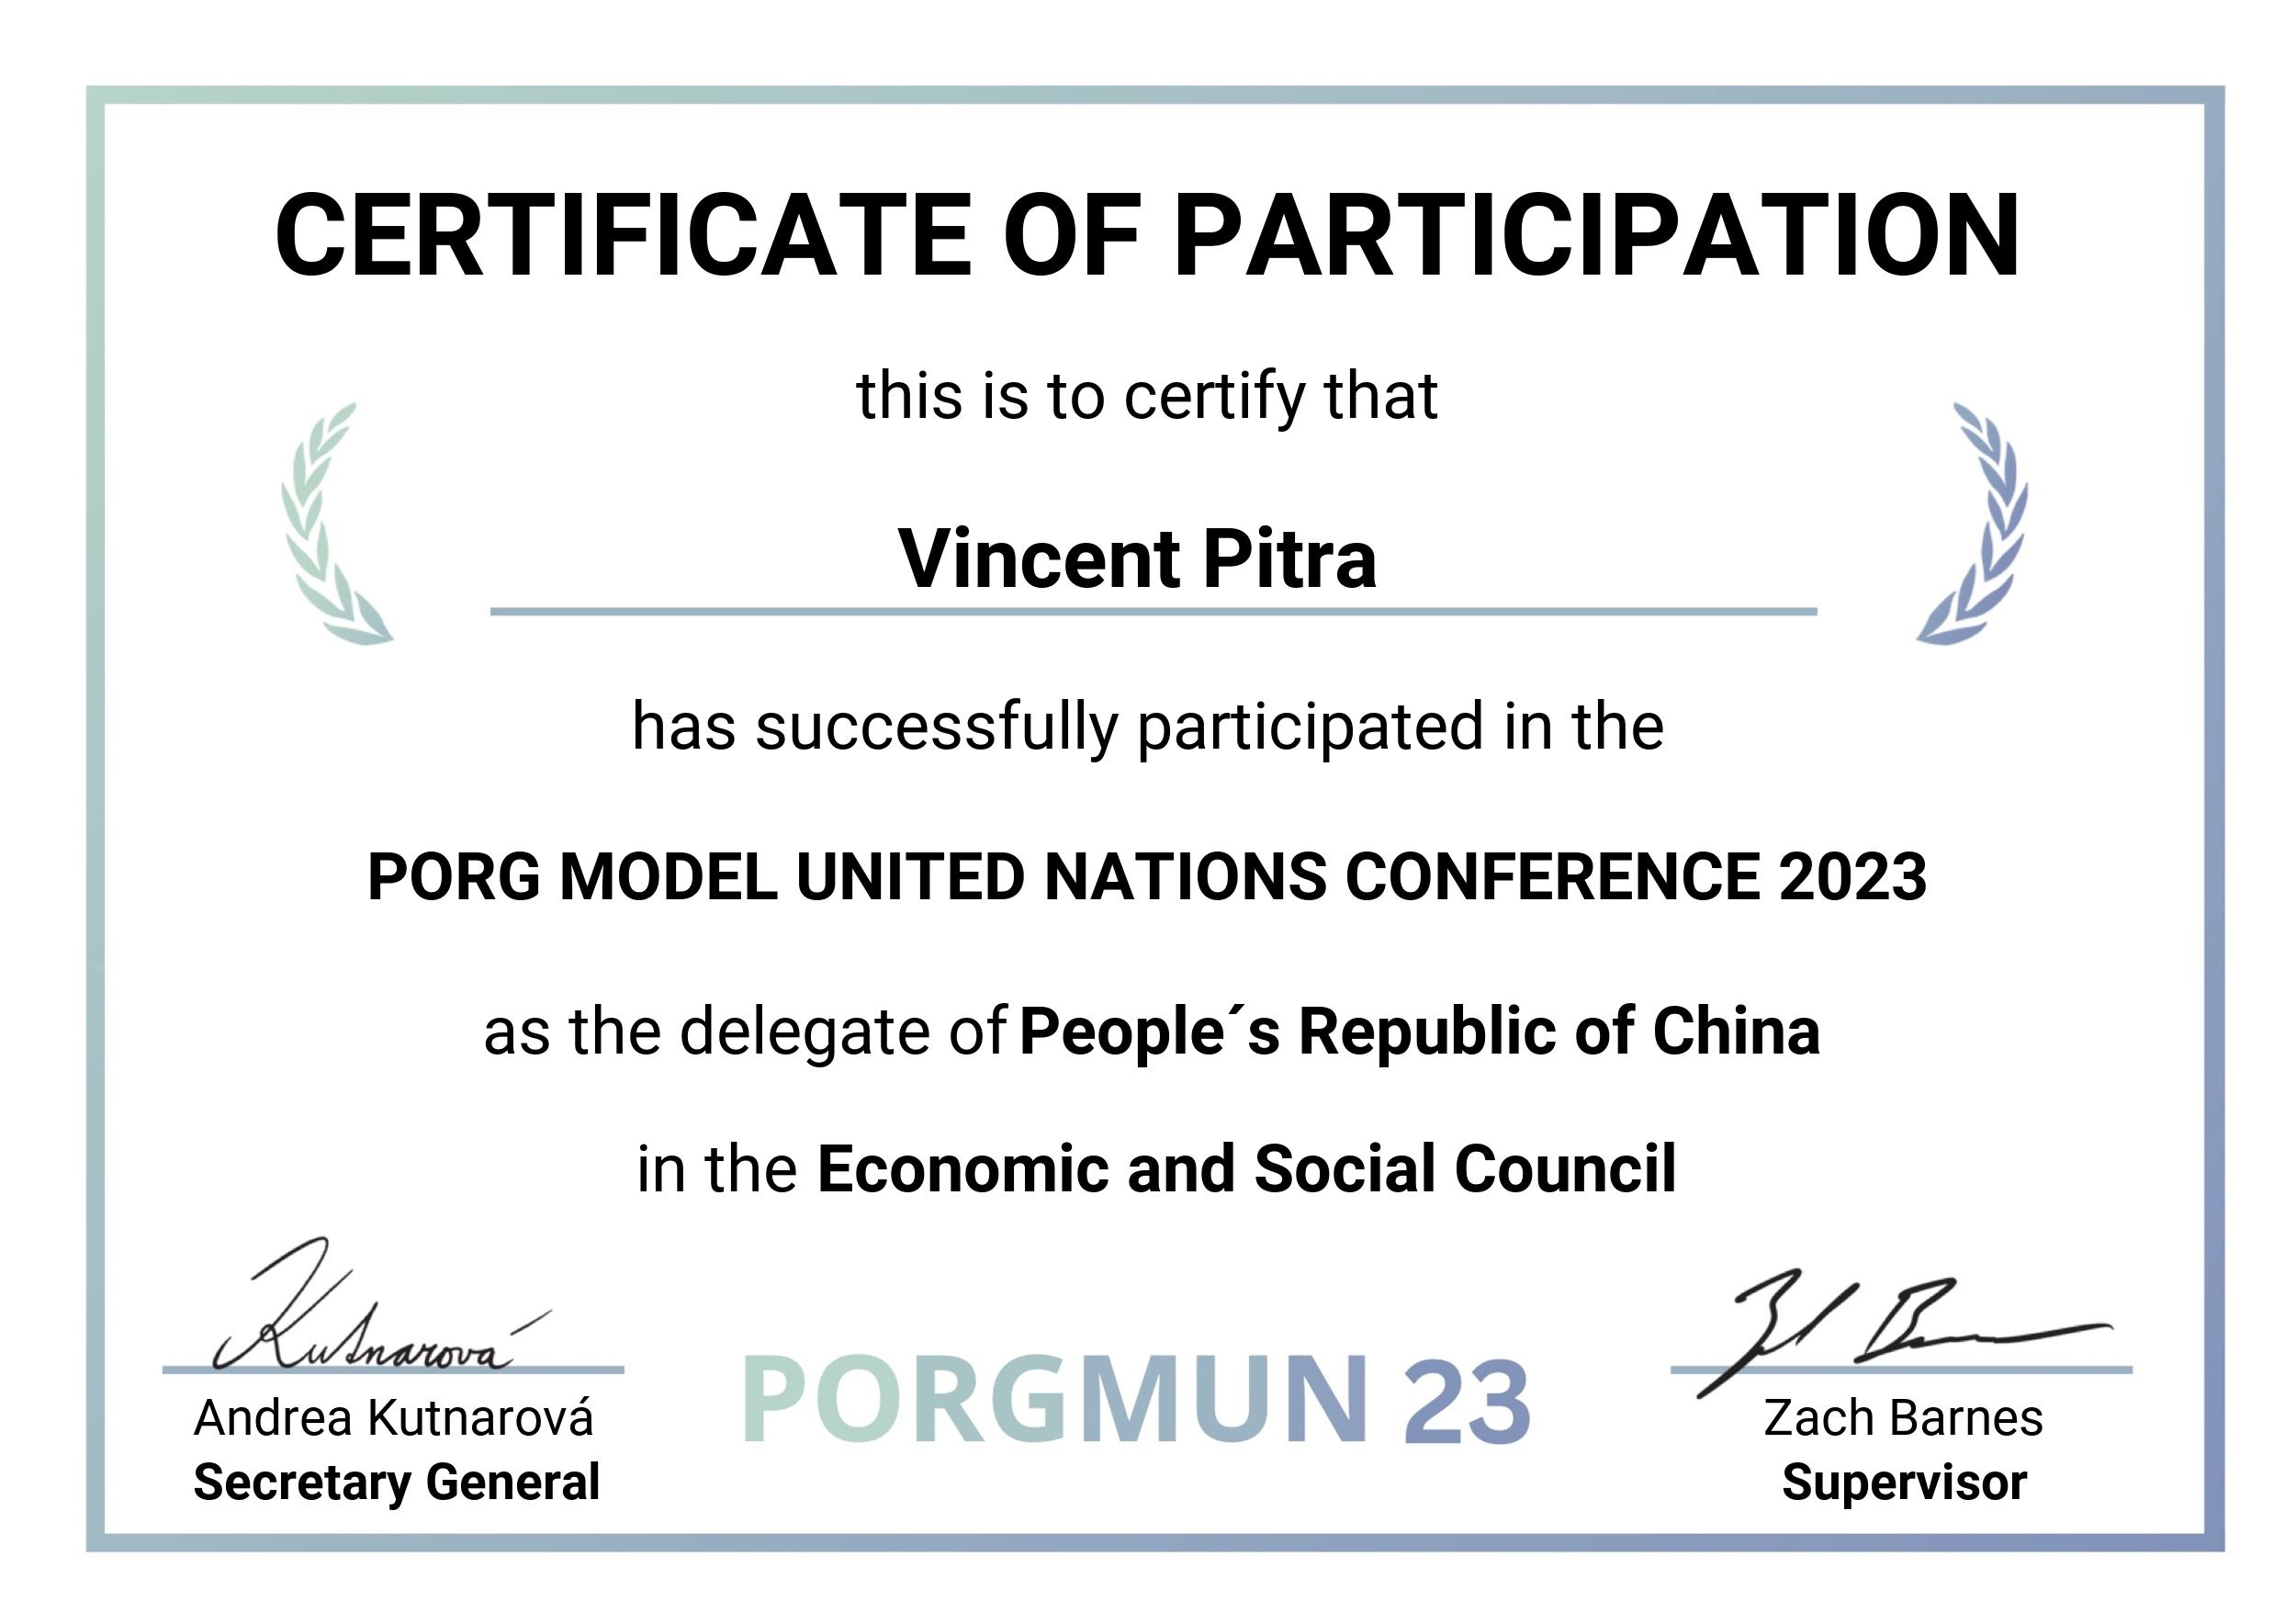 CERTIFICATE OF PARTICIPATION
this is to certify that
Vincent Pitra
has successfully participated in the
PORG MODEL UNITED NATIONS CONFERENCE 2023
as the delegate of People´s Republic of China
in the Economic and Social Council
Kutnarová
Andrea Kutnarová
Secretary General
PORGMUN 23
Zach Barnes
Supervisor